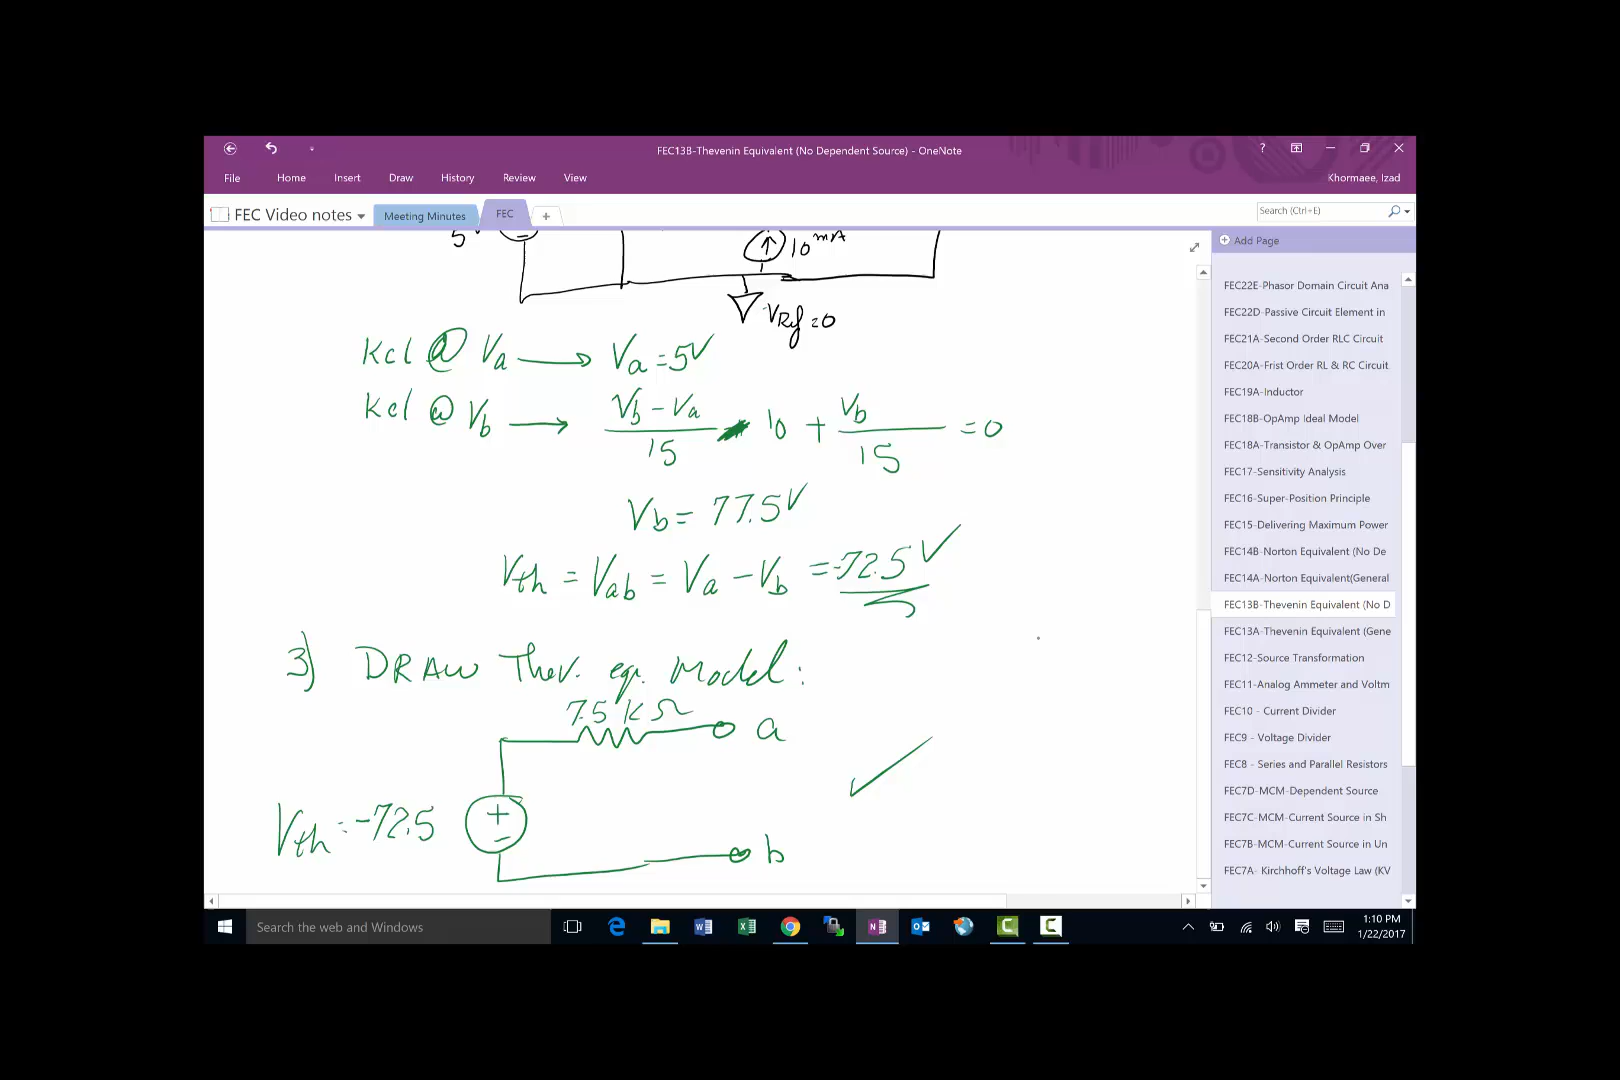 FEC13B-Thevenin Equivalent (No Dependent Source) - OneNote
?
File Home Insert Draw History Review View
Khormaee, Izad
FEC Video notes Meeting Minutes FEC +
Search (Ctrl+E)
Add Page
5
10 mA
VRef = 0
Kcl @ Va → Va = 5V
Kcl @ Vb → Vb - Va / 15 - 10 + Vb / 15 = 0
Vb = 77.5V
Vth = Vab = Va - Vb = -72.5 V
3) DRAW Thev. eq. Model:
7.5 KΩ
a
Vth = -72.5
+
-
b
FEC22E-Phasor Domain Circuit Ana
FEC22D-Passive Circuit Element in
FEC21A-Second Order RLC Circuit
FEC20A-Frist Order RL & RC Circuit
FEC19A-Inductor
FEC18B-OpAmp Ideal Model
FEC18A-Transistor & OpAmp Over
FEC17-Sensitivity Analysis
FEC16-Super-Position Principle
FEC15-Delivering Maximum Power
FEC14B-Norton Equivalent (No De
FEC14A-Norton Equivalent(General
FEC13B-Thevenin Equivalent (No D
FEC13A-Thevenin Equivalent (Gene
FEC12-Source Transformation
FEC11-Analog Ammeter and Voltm
FEC10 - Current Divider
FEC9 - Voltage Divider
FEC8 - Series and Parallel Resistors
FEC7D-MCM-Dependent Source
FEC7C-MCM-Current Source in Sh
FEC7B-MCM-Current Source in Un
FEC7A- Kirchhoff's Voltage Law (KV
Search the web and Windows
1:10 PM
1/22/2017